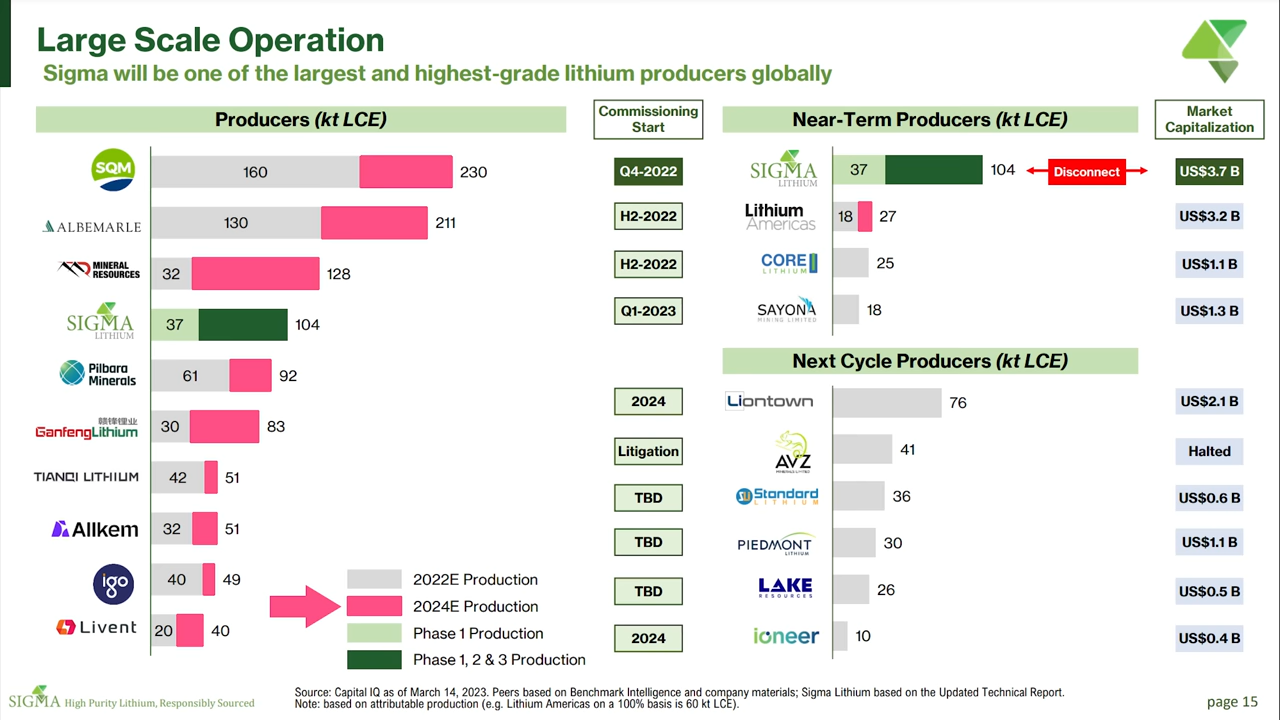 Large Scale Operation
Sigma will be one of the largest and highest-grade lithium producers globally
Producers (kt LCE)
SQM
160 230
ALBEMARLE
130 211
MINERAL
RESOURCES
32 128
SIGMA
LITHIUM
37 104
Pilbara
Minerals
61 92
赣锋锂业
GanfengLithium
30 83
TIANQI LITHIUM
42 51
Allkem
32 51
igo
40 49
Livent
20 40
2022E Production
2024E Production
Phase 1 Production
Phase 1, 2 & 3 Production
Commissioning
Start
Near-Term Producers (kt LCE)
Market
Capitalization
Q4-2022
SIGMA
LITHIUM
37 104
Disconnect
US$3.7 B
H2-2022
Lithium
Americas
18 27
US$3.2 B
H2-2022
CORE
LITHIUM
25
US$1.1 B
Q1-2023
SAYONA
MINING LIMITED
18
US$1.3 B
Next Cycle Producers (kt LCE)
2024
Liontown
76
US$2.1 B
Litigation
AVZ
MINERALS LIMITED
41
Halted
TBD
Standard
LITHIUM
36
US$0.6 B
TBD
PIEDMONT
LITHIUM
30
US$1.1 B
TBD
LAKE
RESOURCES
26
US$0.5 B
2024
ioneer
10
US$0.4 B
SIGMA
LITHIUM
High Purity Lithium, Responsibly Sourced
Source: Capital IQ as of March 14, 2023. Peers based on Benchmark Intelligence and company materials; Sigma Lithium based on the Updated Technical Report.
Note: based on attributable production (e.g. Lithium Americas on a 100% basis is 60 kt LCE).
page 15